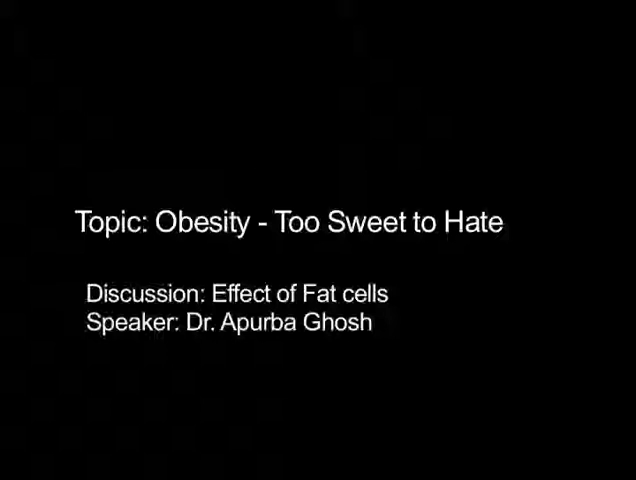 Topic: Obesity - Too Sweet to Hate
Discussion: Effect of Fat cells
Speaker: Dr. Apurba Ghosh